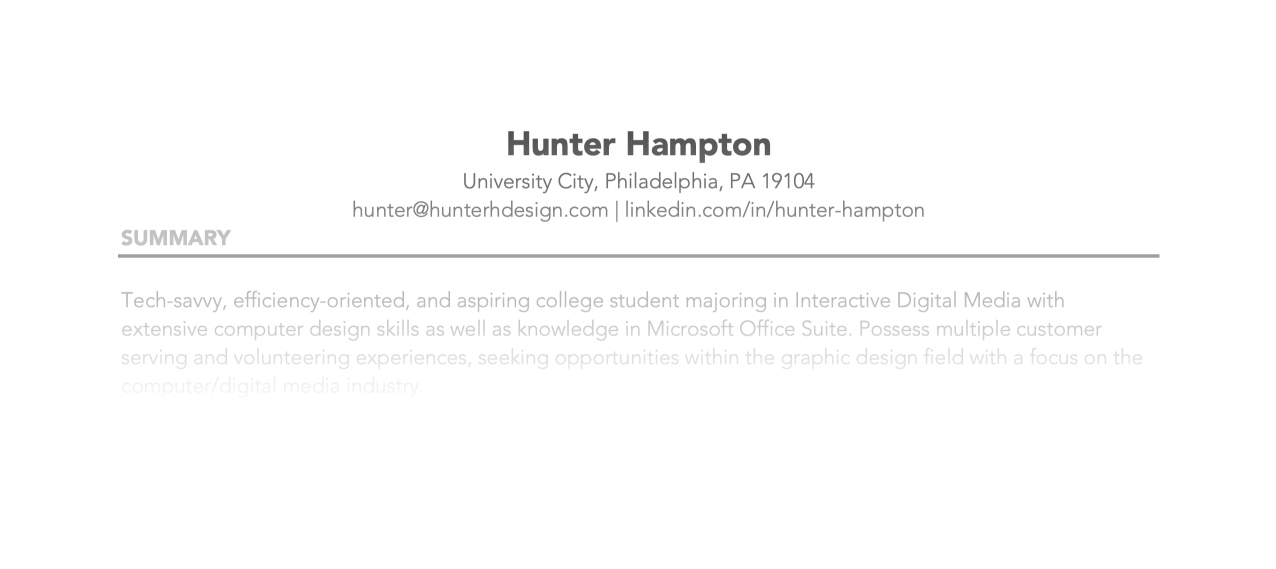 Hunter Hampton
University City, Philadelphia, PA 19104
hunter@hunterhdesign.com | linkedin.com/in/hunter-hampton
SUMMARY
Tech-savvy, efficiency-oriented, and aspiring college student majoring in Interactive Digital Media with
extensive computer design skills as well as knowledge in Microsoft Office Suite. Possess multiple customer
serving and volunteering experiences, seeking opportunities within the graphic design field with a focus on the
computer/digital media industry.